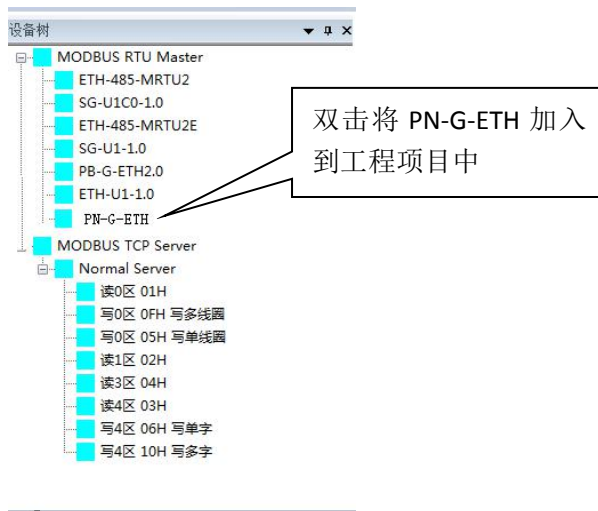 设备树
MODBUS RTU Master
ETH-485-MRTU2
SG-U1C0-1.0
ETH-485-MRTU2E
SG-U1-1.0
PB-G-ETH2.0
ETH-U1-1.0
PN-G-ETH
双击将 PN-G-ETH 加入
到工程项目中
MODBUS TCP Server
Normal Server
读0区 01H
写0区 0FH 写多线圈
写0区 05H 写单线圈
读1区 02H
读3区 04H
读4区 03H
写4区 06H 写单字
写4区 10H 写多字